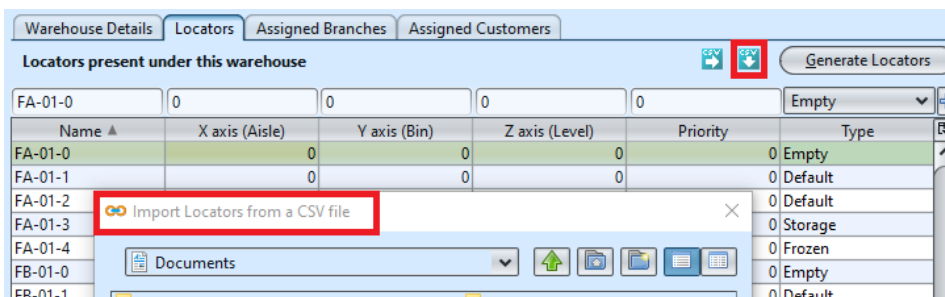 Warehouse Details Locators Assigned Branches Assigned Customers
Locators present under this warehouse CSV CSV Generate Locators
FA-01-0 0 0 0 0 Empty
Name X axis (Aisle) Y axis (Bin) Z axis (Level) Priority Type
FA-01-0 0 0 0 0 Empty
FA-01-1 0 0 0 0 Default
FA-01-2 0 Default
Import Locators from a CSV file
FA-01-3 0 Storage
FA-01-4 0 Frozen
Documents
FB-01-0 0 Empty
FB-01-1 0 Default